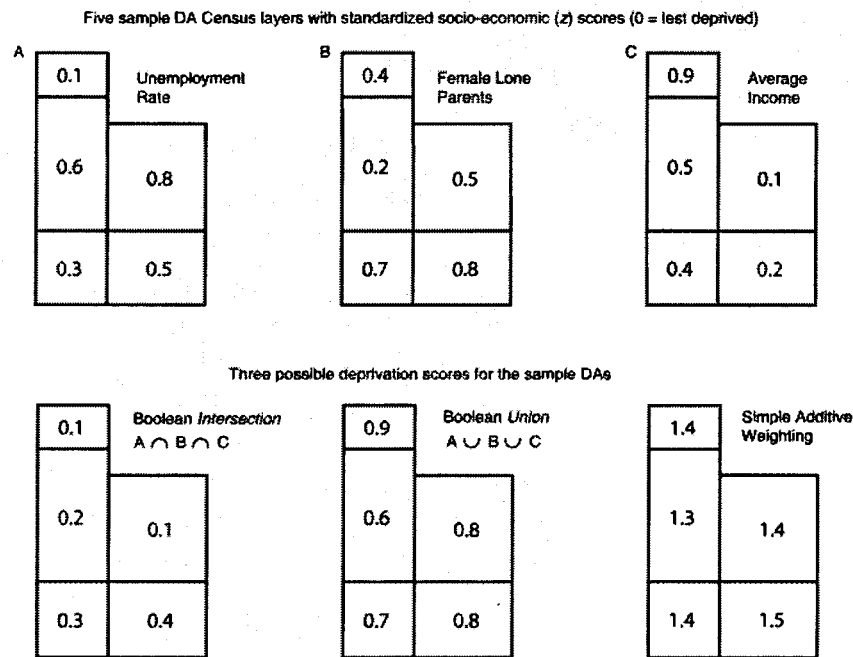 Five sample DA Census layers with standardized socio-economic (z) scores (0 = lest deprived)
A
0.1
Unemployment
Rate
0.6
0.8
0.3
0.5
B
0.4
Female Lone
Parents
0.2
0.5
0.7
0.8
C
0.9
Average
Income
0.5
0.1
0.4
0.2
Three possible deprivation scores for the sample DAs
0.1
Boolean Intersection
A ∩ B ∩ C
0.2
0.1
0.3
0.4
0.9
Boolean Union
A ∪ B ∪ C
0.6
0.8
0.7
0.8
1.4
Simple Additive
Weighting
1.3
1.4
1.4
1.5